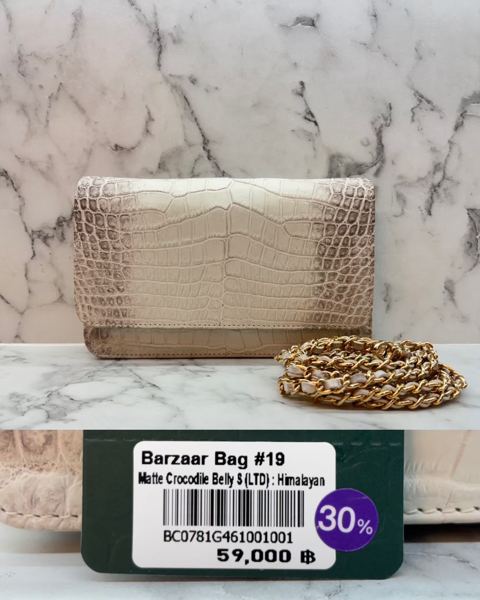 Barzaar Bag #19
Matte Crocodile Belly S (LTD) : Himalayan
BC0781G461001001
59,000 ฿
30%